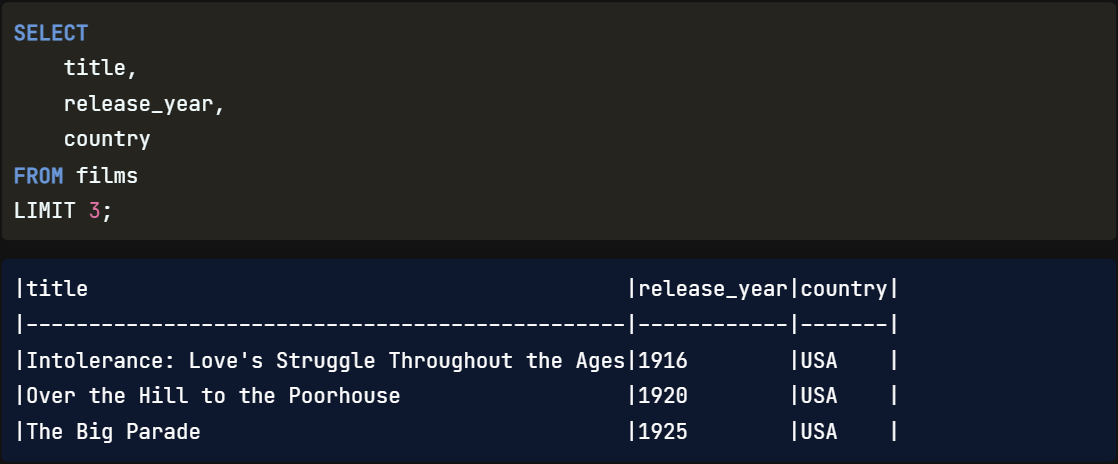 SELECT
    title,
    release_year,
    country
FROM films
LIMIT 3;
|title                                           |release_year|country|
|------------------------------------------------|------------|-------|
|Intolerance: Love's Struggle Throughout the Ages|1916        |USA    |
|Over the Hill to the Poorhouse                  |1920        |USA    |
|The Big Parade                                  |1925        |USA    |